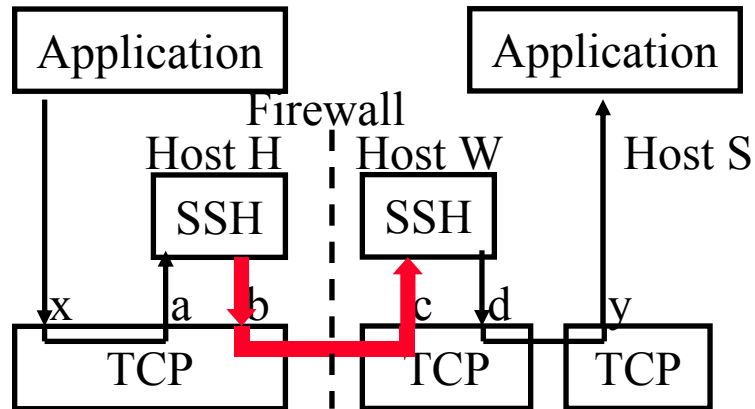 Application Application
Firewall
Host H Host W Host S
SSH SSH
x a b c d y
TCP TCP TCP